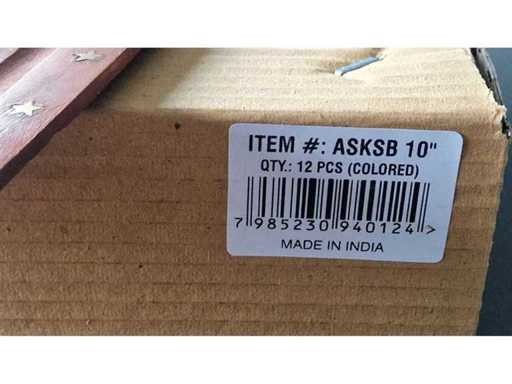 ITEM #: ASKSB 10"
QTY.: 12 PCS (COLORED)
7 985230 940124 >
MADE IN INDIA